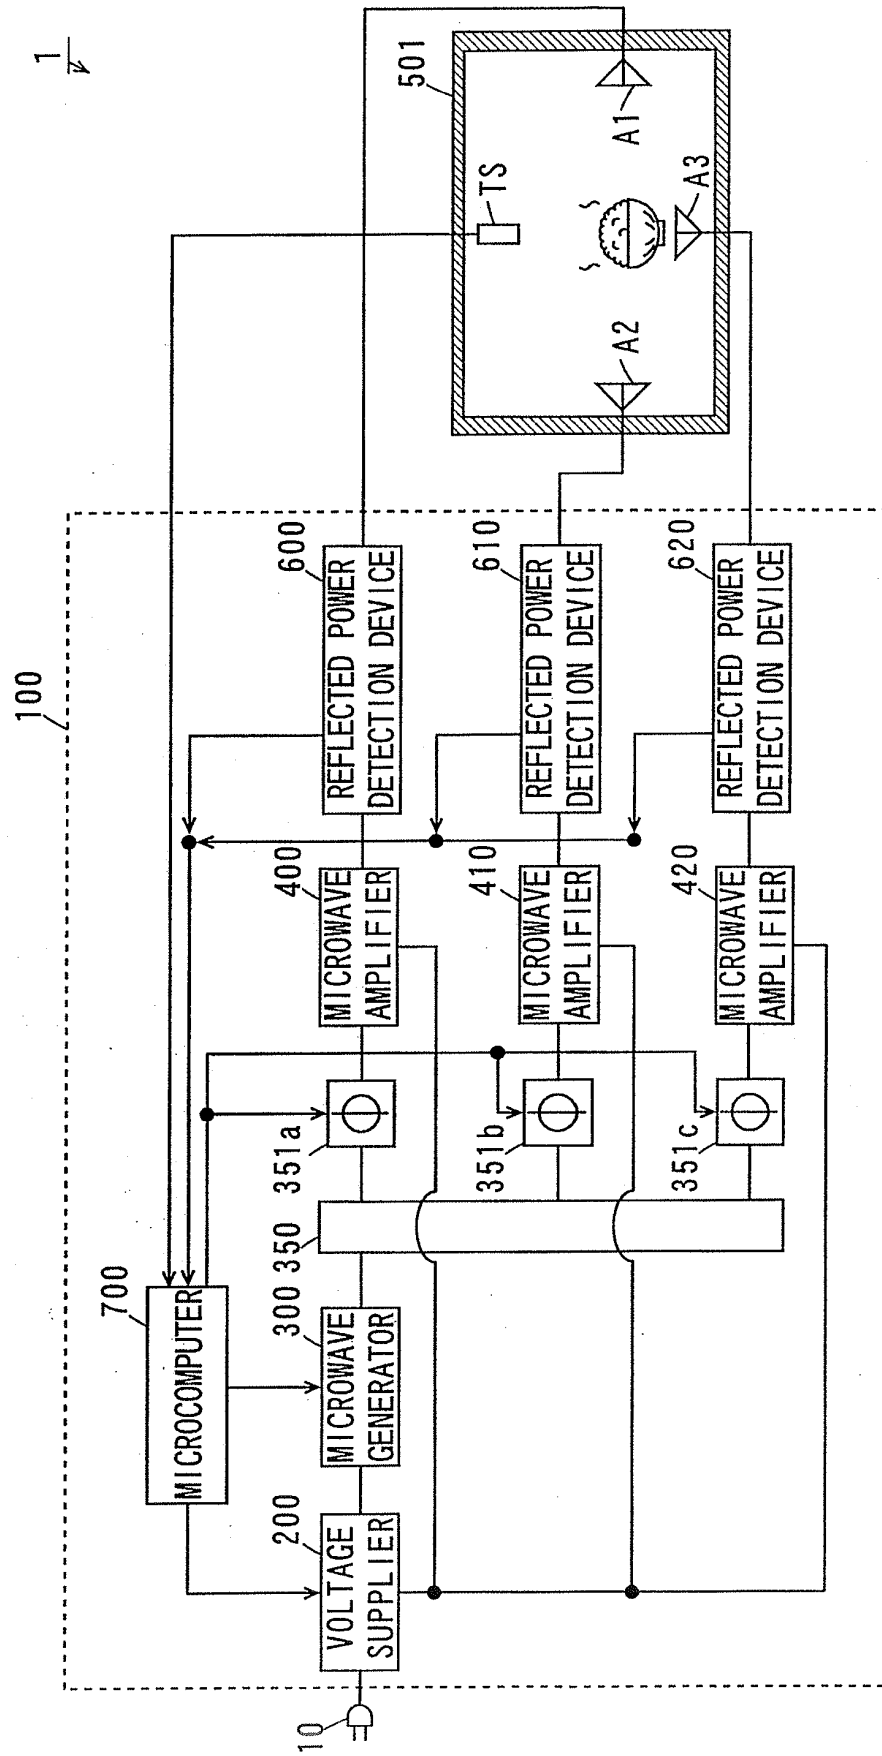 1
100
700
MICROCOMPUTER
10
200
VOLTAGE
SUPPLIER
300
MICROWAVE
GENERATOR
350
351a
400
MICROWAVE
AMPLIFIER
600
REFLECTED POWER
DETECTION DEVICE
351b
410
MICROWAVE
AMPLIFIER
610
REFLECTED POWER
DETECTION DEVICE
351c
420
MICROWAVE
AMPLIFIER
620
REFLECTED POWER
DETECTION DEVICE
501
TS
A2
A1
A3